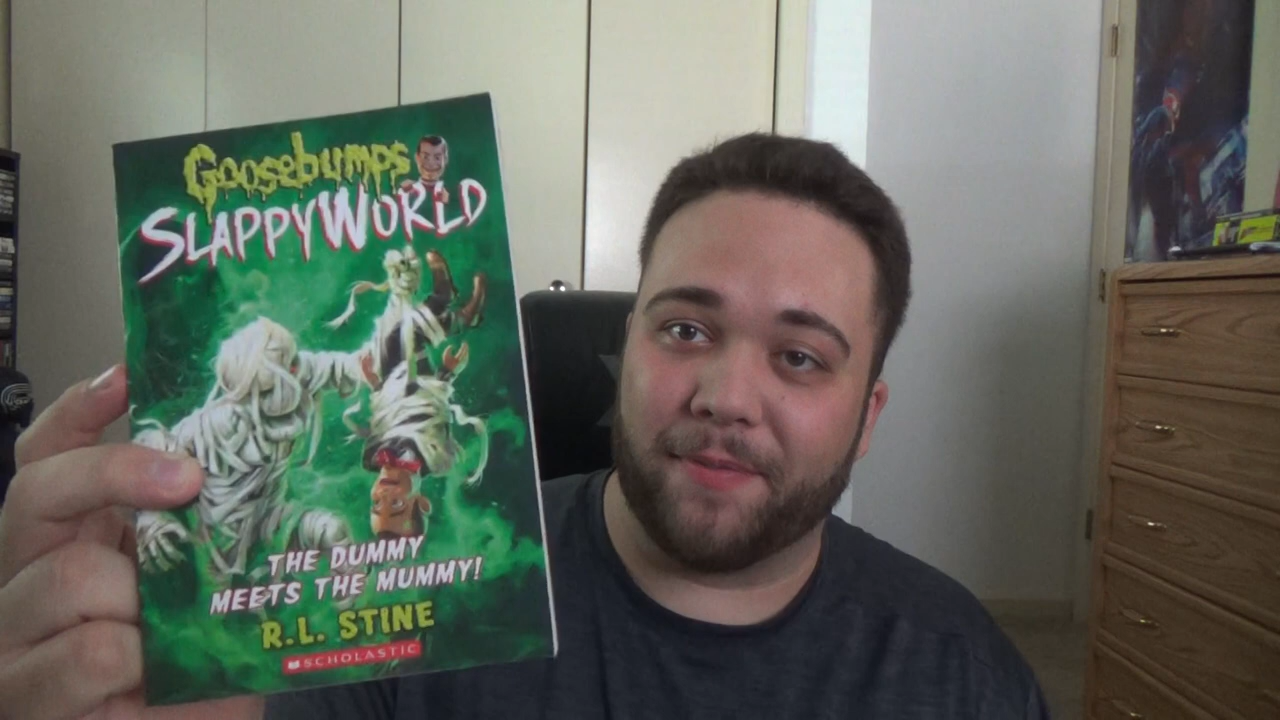 Goosebumps
SLAPPYWORLD
THE DUMMY
MEETS THE MUMMY!
R.L. STINE
SCHOLASTIC